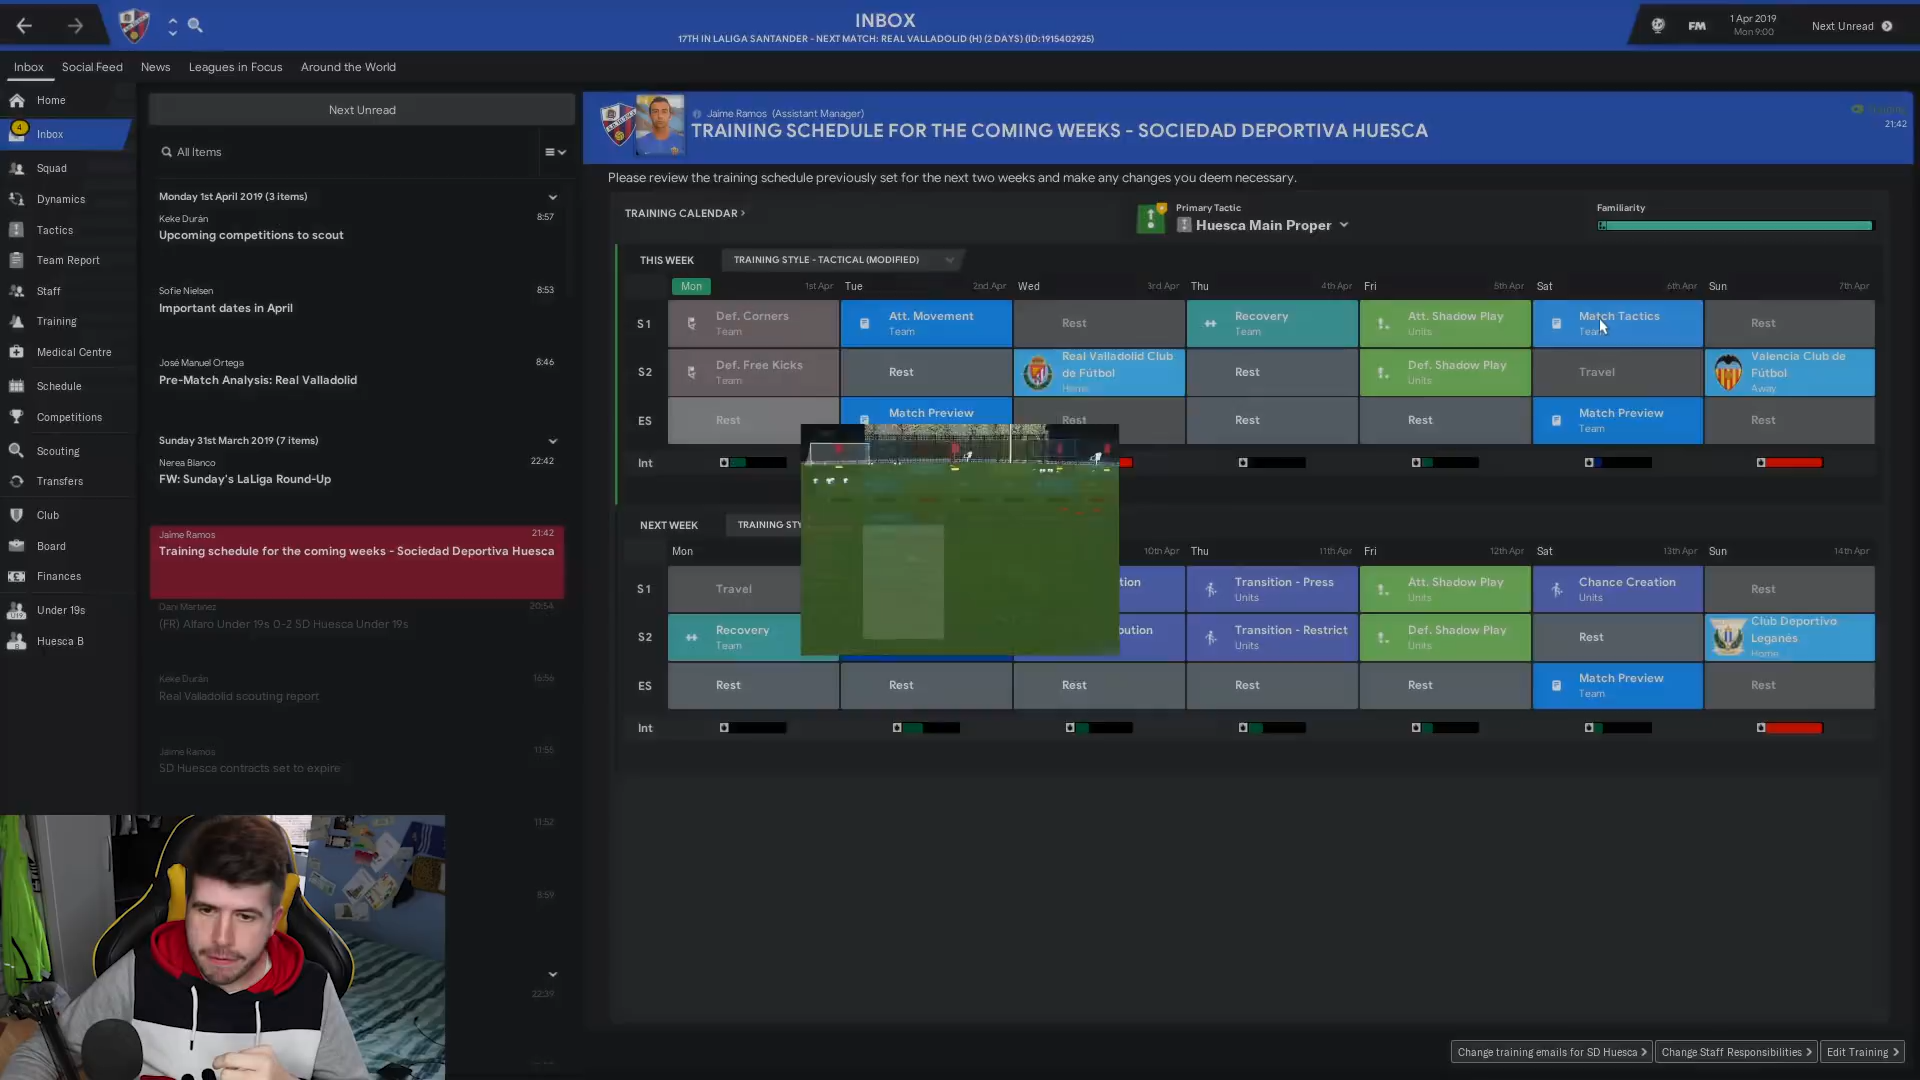 INBOX
17TH IN LALIGA SANTANDER - NEXT MATCH: REAL VALLADOLID (H) (2 DAYS) (ID:1915402925)
FM
1 Apr 2019
Mon 9:00
Next Unread
Inbox
Social Feed
News
Leagues in Focus
Around the World
Home
4
Inbox
Squad
Dynamics
Tactics
Team Report
Staff
Training
Medical Centre
Schedule
Competitions
Scouting
Transfers
Club
Board
Finances
Under 19s
Huesca B
Next Unread
All Items
Monday 1st April 2019 (3 items)
Keke Durán 8:57
Upcoming competitions to scout
Sofie Nielsen 8:53
Important dates in April
José Manuel Ortega 8:46
Pre-Match Analysis: Real Valladolid
Sunday 31st March 2019 (7 items)
Nerea Blanco 22:42
FW: Sunday's LaLiga Round-Up
Jaime Ramos 21:42
Training schedule for the coming weeks - Sociedad Deportiva Huesca
Dani Martínez 20:54
(FR) Alfaro Under 19s 0-2 SD Huesca Under 19s
Keke Durán 16:56
Real Valladolid scouting report
Jaime Ramos 11:55
SD Huesca contracts set to expire
11:52
8:59
22:39
Jaime Ramos (Assistant Manager)
TRAINING SCHEDULE FOR THE COMING WEEKS - SOCIEDAD DEPORTIVA HUESCA
21:42
Please review the training schedule previously set for the next two weeks and make any changes you deem necessary.
TRAINING CALENDAR >
Primary Tactic
Huesca Main Proper
Familiarity
THIS WEEK
TRAINING STYLE - TACTICAL (MODIFIED)
Mon 1st Apr Tue 2nd Apr Wed 3rd Apr Thu 4th Apr Fri 5th Apr Sat 6th Apr Sun 7th Apr
S1
Def. Corners
Team
Att. Movement
Team
Rest
Recovery
Team
Att. Shadow Play
Units
Match Tactics
Team
Rest
S2
Def. Free Kicks
Team
Rest
Real Valladolid Club
de Fútbol
Home
Rest
Def. Shadow Play
Units
Travel
Valencia Club de
Fútbol
Away
ES
Rest
Match Preview
Rest
Rest
Rest
Match Preview
Team
Rest
Int
NEXT WEEK
TRAINING STY
Mon 10th Apr Thu 11th Apr Fri 12th Apr Sat 13th Apr Sun 14th Apr
S1
Travel
tion
Transition - Press
Units
Att. Shadow Play
Units
Chance Creation
Units
Rest
S2
Recovery
Team
bution
Transition - Restrict
Units
Def. Shadow Play
Units
Rest
Club Deportivo
Leganés
Home
ES
Rest
Rest
Rest
Rest
Rest
Match Preview
Team
Rest
Int
Change training emails for SD Huesca >
Change Staff Responsibilities >
Edit Training >